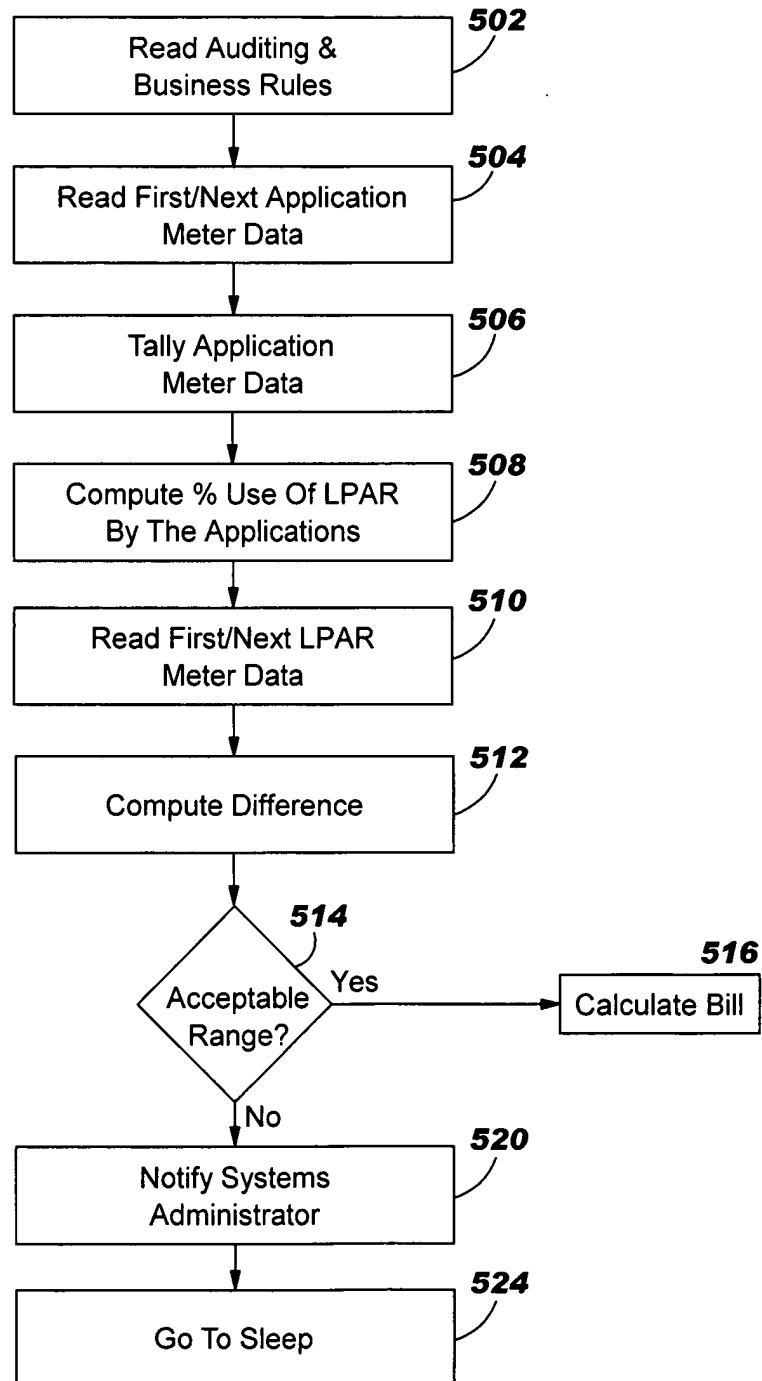 502
Read Auditing &
Business Rules
504
Read First/Next Application
Meter Data
506
Tally Application
Meter Data
508
Compute % Use Of LPAR
By The Applications
510
Read First/Next LPAR
Meter Data
512
Compute Difference
514
Acceptable
Range?
Yes
516
Calculate Bill
No
520
Notify Systems
Administrator
524
Go To Sleep